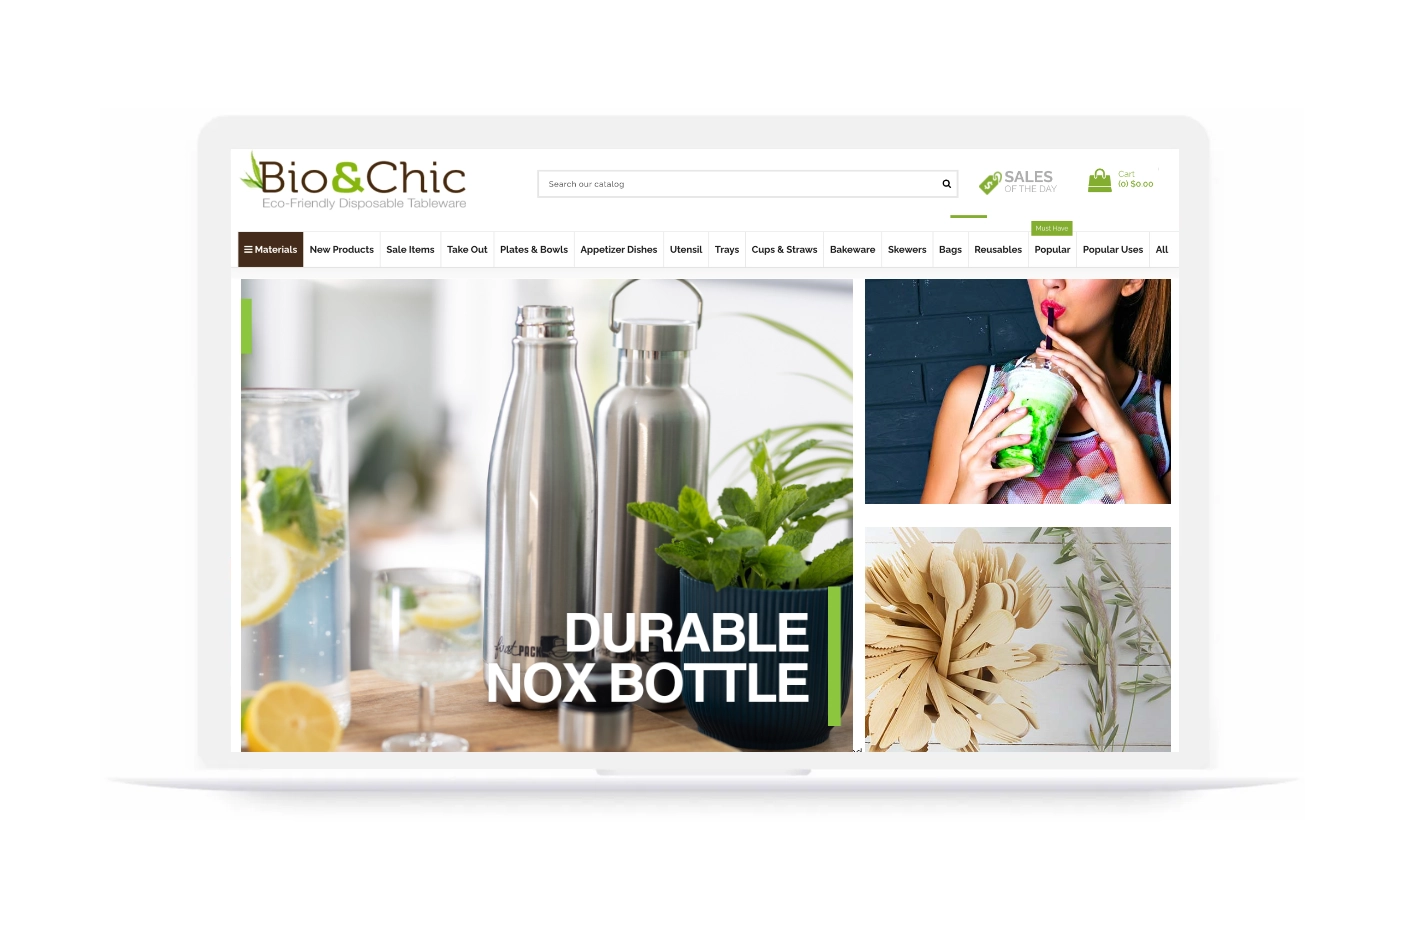 Bio&Chic
Eco-Friendly Disposable Tableware
Search our catalog
SALES
OF THE DAY
Cart
(0) $0.00
Must Have
Materials New Products Sale Items Take Out Plates & Bowls Appetizer Dishes Utensil Trays Cups & Straws Bakeware Skewers Bags Reusables Popular Popular Uses All
DURABLE
NOX BOTTLE